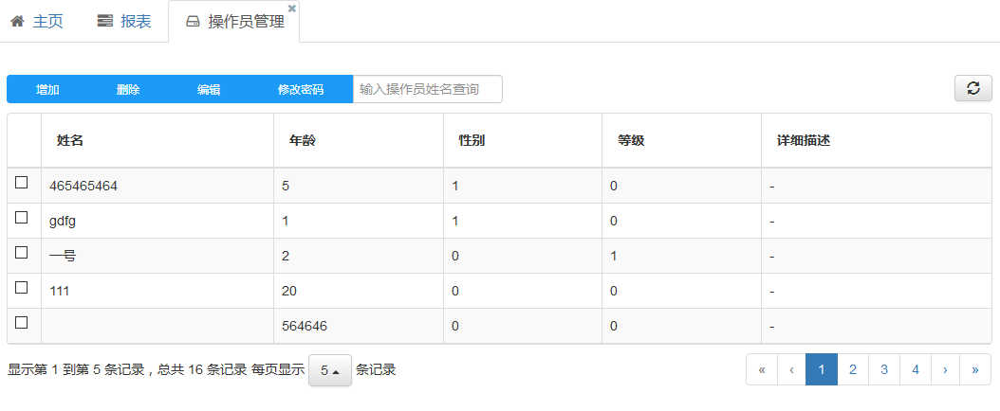 主页 报表 操作员管理
增加 删除 编辑 修改密码 输入操作员姓名查询
姓名 年龄 性别 等级 详细描述
465465464 5 1 0 -
gdfg 1 1 0 -
一号 2 0 1 -
111 20 0 0 -
564646 0 0 -
显示第 1 到第 5 条记录，总共 16 条记录 每页显示 5 条记录 « ‹ 1 2 3 4 › »